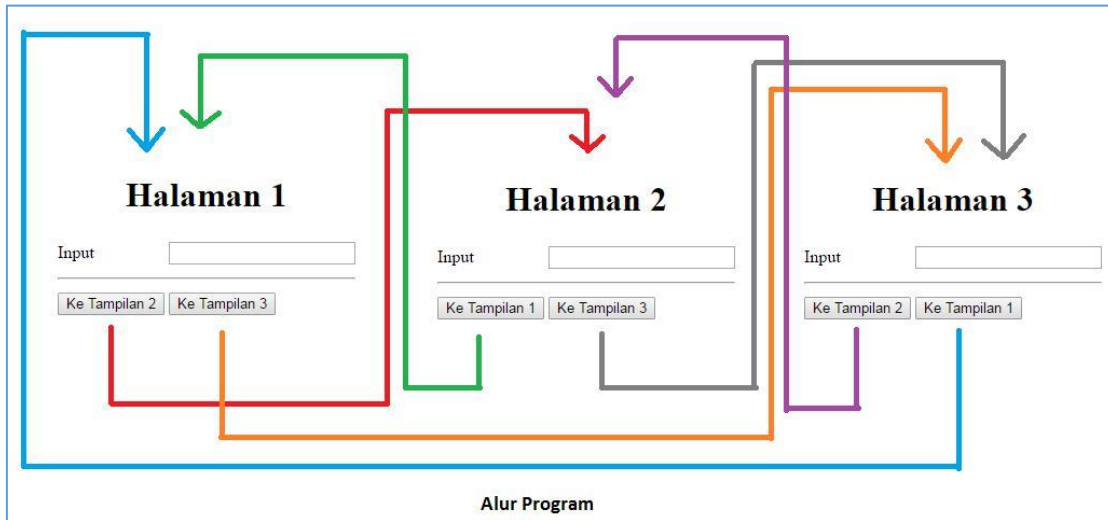 Halaman 1
Input
Ke Tampilan 2 Ke Tampilan 3
Halaman 2
Input
Ke Tampilan 1 Ke Tampilan 3
Halaman 3
Input
Ke Tampilan 2 Ke Tampilan 1
Alur Program